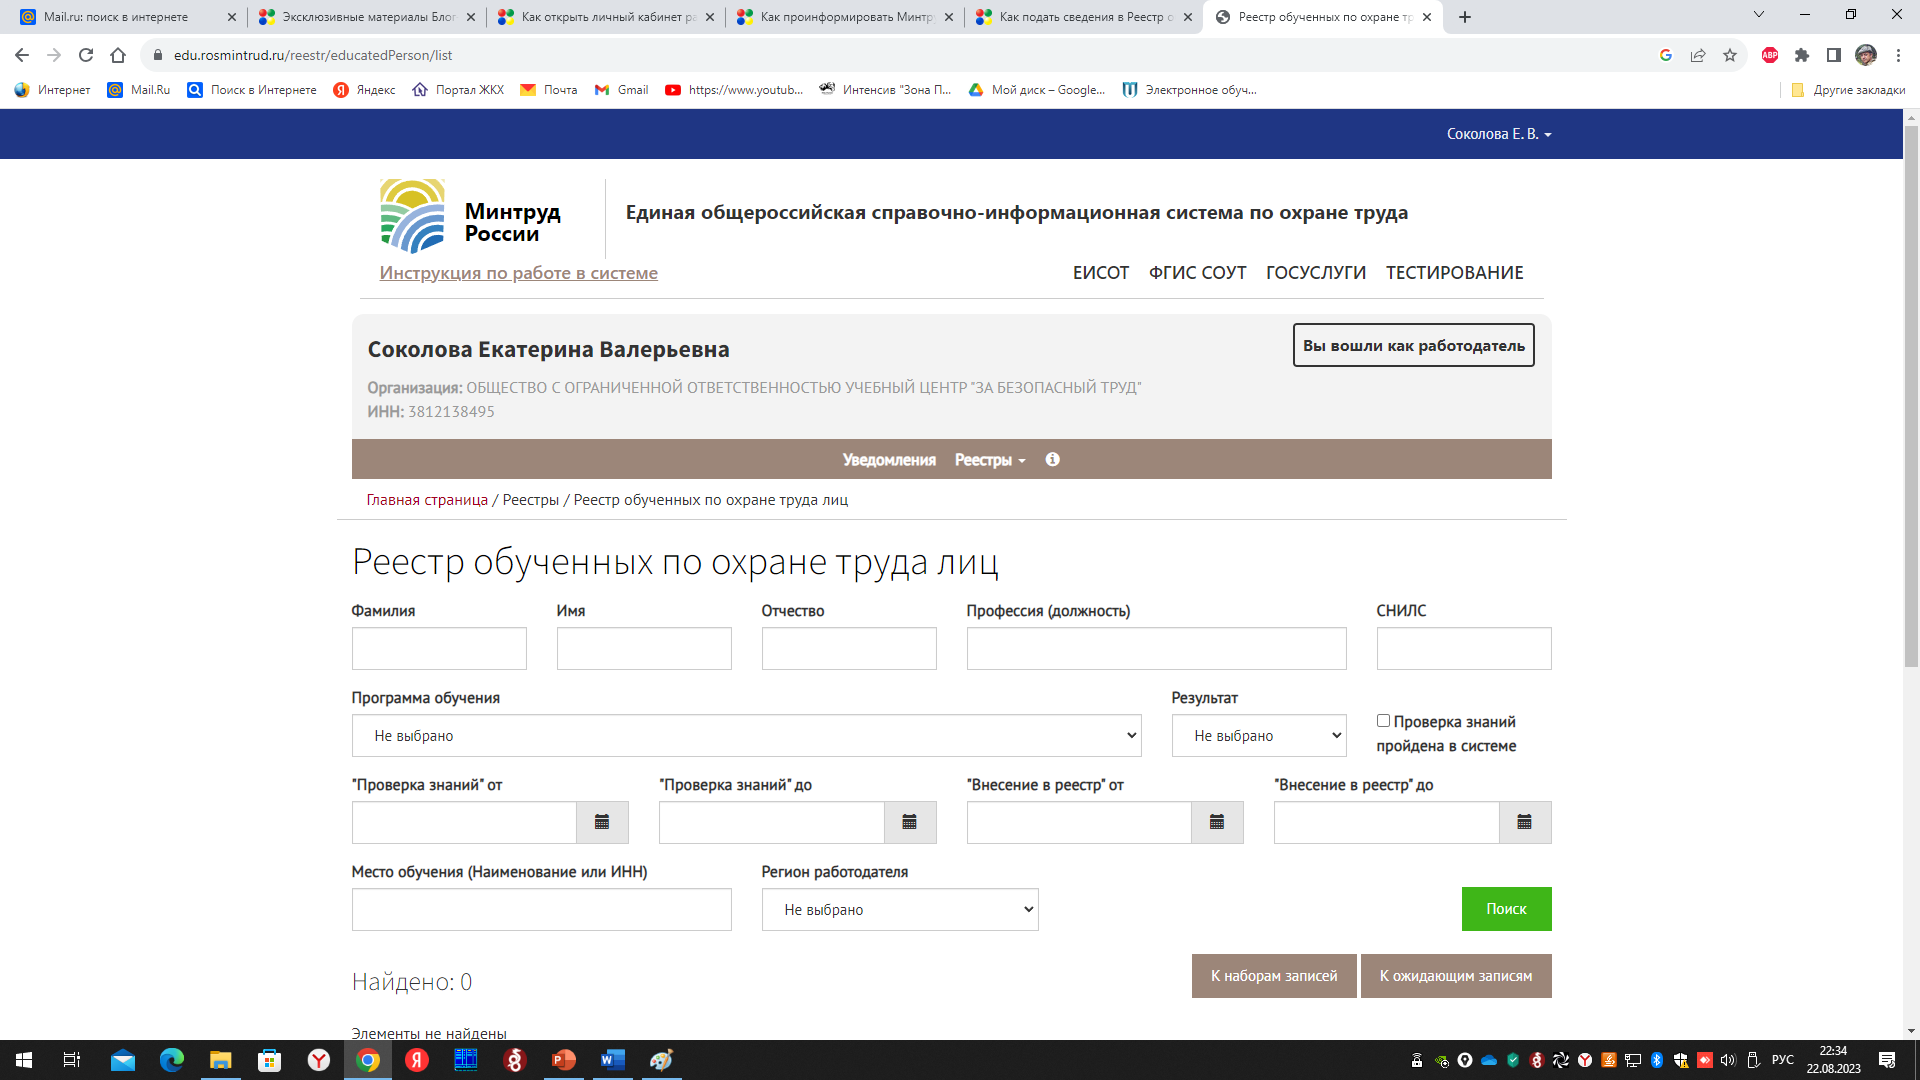 Mail.ru: поиск в интернете
Эксклюзивные материалы Блог
Как открыть личный кабинет ра
Как проинформировать Минтру
Как подать сведения в Реестр о
Реестр обученных по охране тр
edu.rosmintrud.ru/reestr/educatedPerson/list
ABP
Интернет
Mail.Ru
Поиск в Интернете
Яндекс
Портал ЖКХ
Почта
Gmail
https://www.youtub...
Интенсив "Зона П...
Мой диск – Google...
Электронное обуч...
Другие закладки
Соколова Е. В.
Минтруд
России
Единая общероссийская справочно-информационная система по охране труда
Инструкция по работе в системе
ЕИСОТ ФГИС СОУТ ГОСУСЛУГИ ТЕСТИРОВАНИЕ
Соколова Екатерина Валерьевна
Вы вошли как работодатель
Организация: ОБЩЕСТВО С ОГРАНИЧЕННОЙ ОТВЕТСТВЕННОСТЬЮ УЧЕБНЫЙ ЦЕНТР "ЗА БЕЗОПАСНЫЙ ТРУД"
ИНН: 3812138495
Уведомления Реестры
Главная страница / Реестры / Реестр обученных по охране труда лиц
Реестр обученных по охране труда лиц
Фамилия Имя Отчество Профессия (должность) СНИЛС
Программа обучения Результат
Не выбрано Не выбрано
Проверка знаний
пройдена в системе
"Проверка знаний" от "Проверка знаний" до "Внесение в реестр" от "Внесение в реестр" до
Место обучения (Наименование или ИНН) Регион работодателя
Не выбрано
Поиск
Найдено: 0
К наборам записей К ожидающим записям
Элементы не найдены
РУС
22:34
22.08.2023